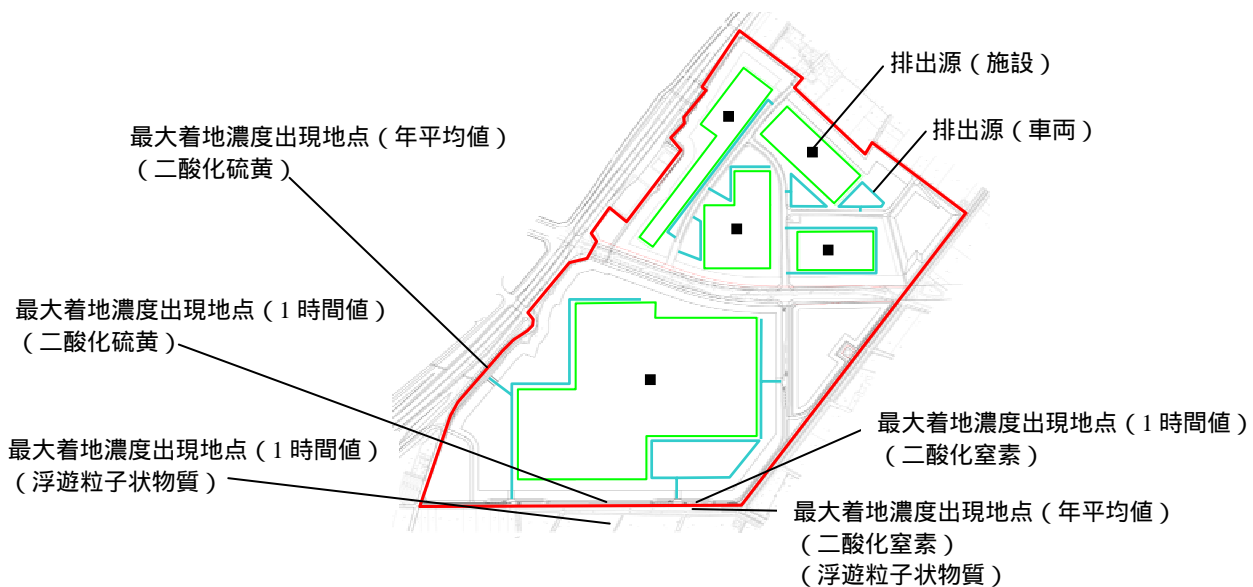 排出源（施設）
排出源（車両）
最大着地濃度出現地点（年平均値）
（二酸化硫黄）
最大着地濃度出現地点（1 時間値）
（二酸化硫黄）
最大着地濃度出現地点（1 時間値）
（浮遊粒子状物質）
最大着地濃度出現地点（1 時間値）
（二酸化窒素）
最大着地濃度出現地点（年平均値）
（二酸化窒素）
（浮遊粒子状物質）